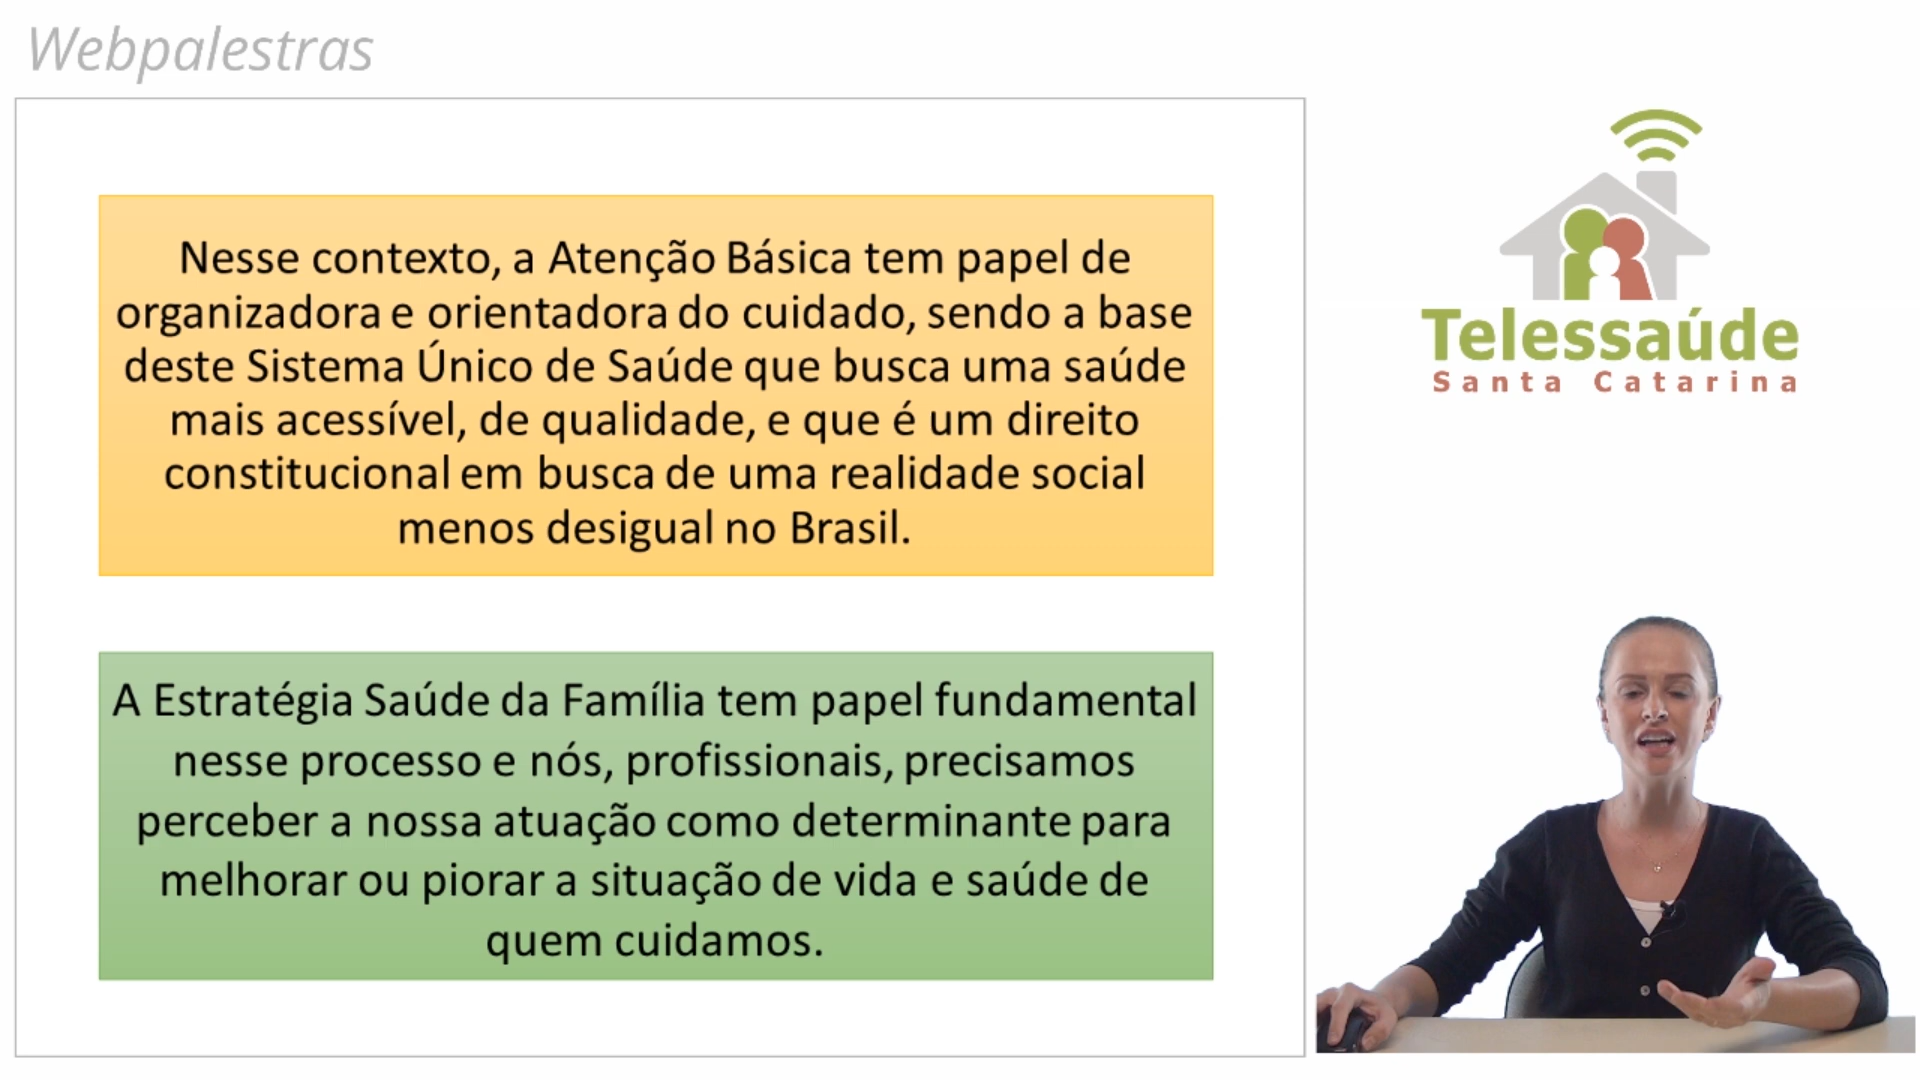 Webpalestras
Nesse contexto, a Atenção Básica tem papel de
organizadora e orientadora do cuidado, sendo a base
deste Sistema Único de Saúde que busca uma saúde
mais acessível, de qualidade, e que é um direito
constitucional em busca de uma realidade social
menos desigual no Brasil.
A Estratégia Saúde da Família tem papel fundamental
nesse processo e nós, profissionais, precisamos
perceber a nossa atuação como determinante para
melhorar ou piorar a situação de vida e saúde de
quem cuidamos.
Telessaúde
Santa Catarina